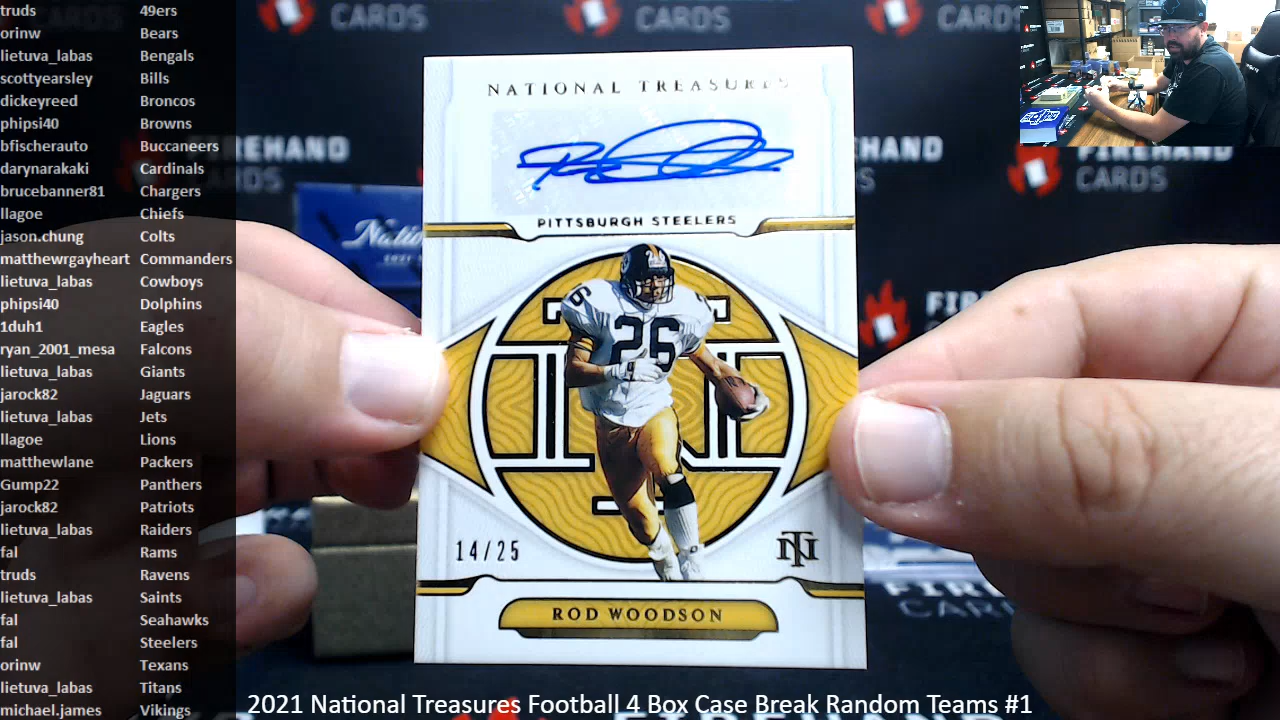 truds 49ers
orinw Bears
lietuva_labas Bengals
scottyearsley Bills
dickeyreed Broncos
phipsi40 Browns
bfischerauto Buccaneers
darynarakaki Cardinals
brucebanner81 Chargers
llagoe Chiefs
jason.chung Colts
matthewrgayheart Commanders
lietuva_labas Cowboys
phipsi40 Dolphins
1duh1 Eagles
ryan_2001_mesa Falcons
lietuva_labas Giants
jarock82 Jaguars
lietuva_labas Jets
llagoe Lions
matthewlane Packers
Gump22 Panthers
jarock82 Patriots
lietuva_labas Raiders
fal Rams
truds Ravens
lietuva_labas Saints
fal Seahawks
fal Steelers
orinw Texans
lietuva_labas Titans
michael.james Vikings
NATIONAL TREASURES
PITTSBURGH STEELERS
26
26
14/25
NT
ROD WOODSON
FIREHAND
CARDS
2021 National Treasures Football 4 Box Case Break Random Teams #1